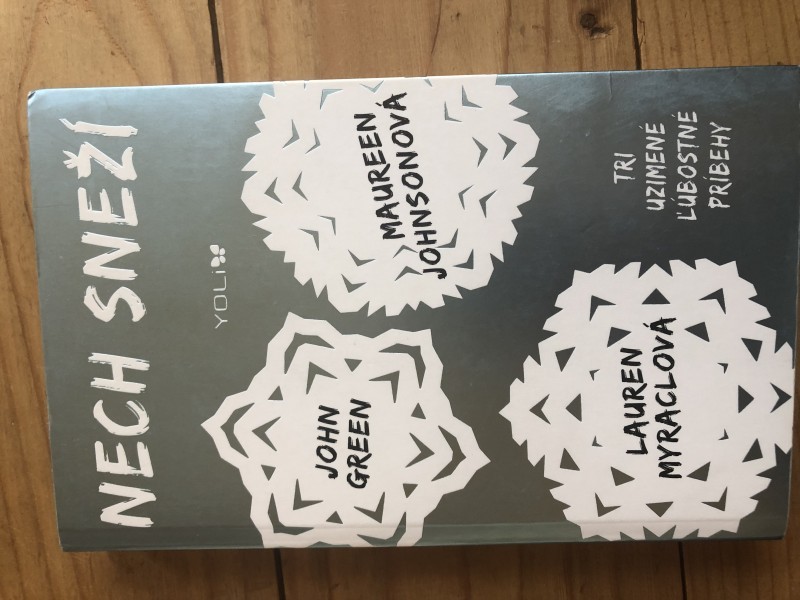 NECH SNEŽÍ
YOLi
JOHN
GREEN
MAUREEN
JOHNSONOVÁ
LAUREN
MYRACLOVÁ
TRI
UZIMENÉ
ĽÚBOSTNÉ
PRÍBEHY